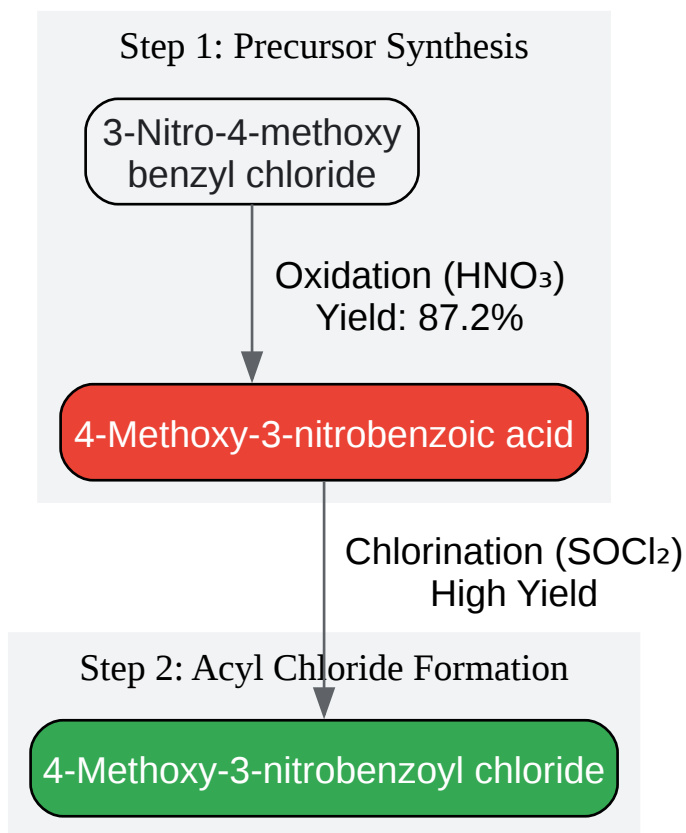 Step 1: Precursor Synthesis
3-Nitro-4-methoxy
benzyl chloride
Oxidation (HNO₃)
Yield: 87.2%
4-Methoxy-3-nitrobenzoic acid
Chlorination (SOCl₂)
High Yield
Step 2: Acyl Chloride Formation
4-Methoxy-3-nitrobenzoyl chloride